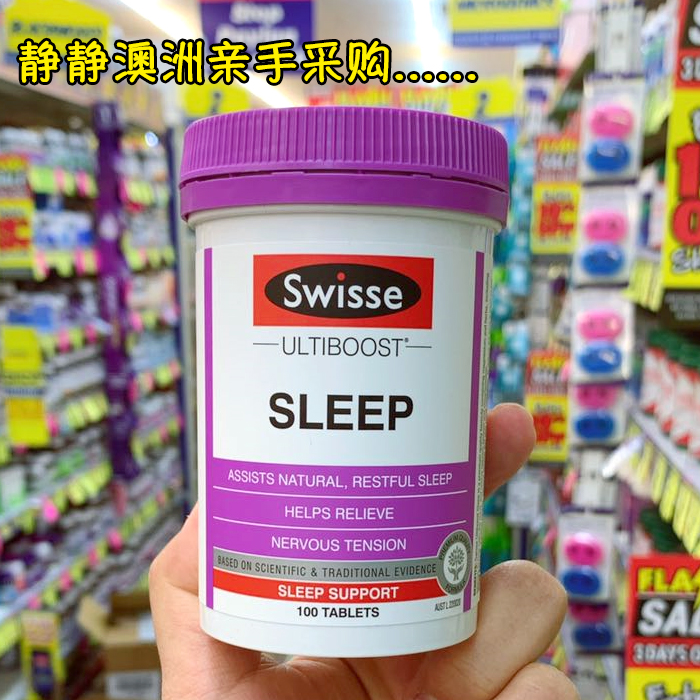 静静澳洲亲手采购......
Swisse
ULTIBOOST®
SLEEP
ASSISTS NATURAL, RESTFUL SLEEP
HELPS RELIEVE
NERVOUS TENSION
BASED ON SCIENTIFIC & TRADITIONAL EVIDENCE
SLEEP SUPPORT
100 TABLETS